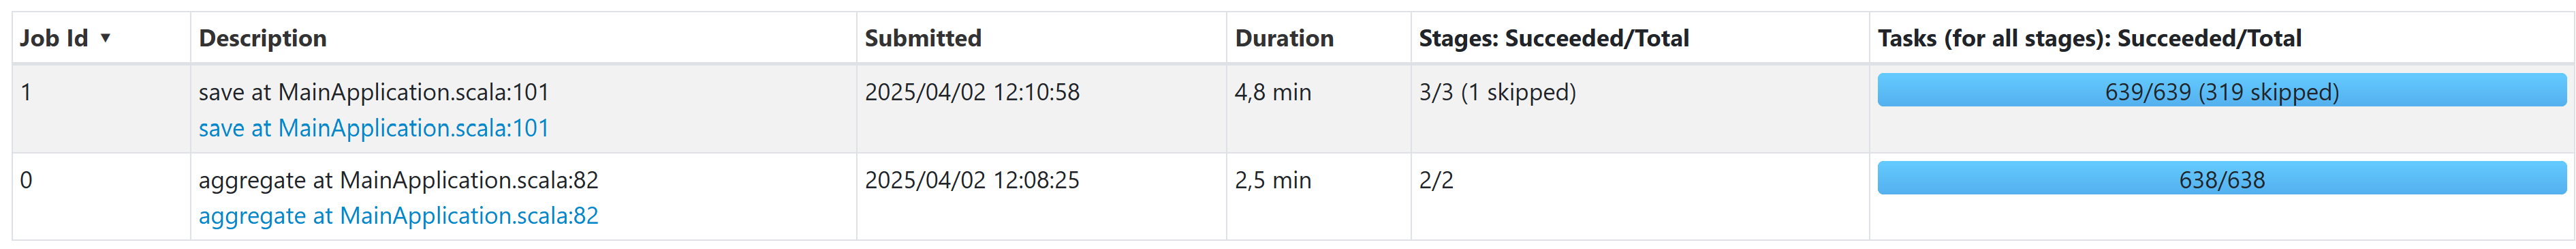 Job Id ▼ Description Submitted Duration Stages: Succeeded/Total Tasks (for all stages): Succeeded/Total
1 save at MainApplication.scala:101 2025/04/02 12:10:58 4,8 min 3/3 (1 skipped) 639/639 (319 skipped)
save at MainApplication.scala:101
0 aggregate at MainApplication.scala:82 2025/04/02 12:08:25 2,5 min 2/2 638/638
aggregate at MainApplication.scala:82